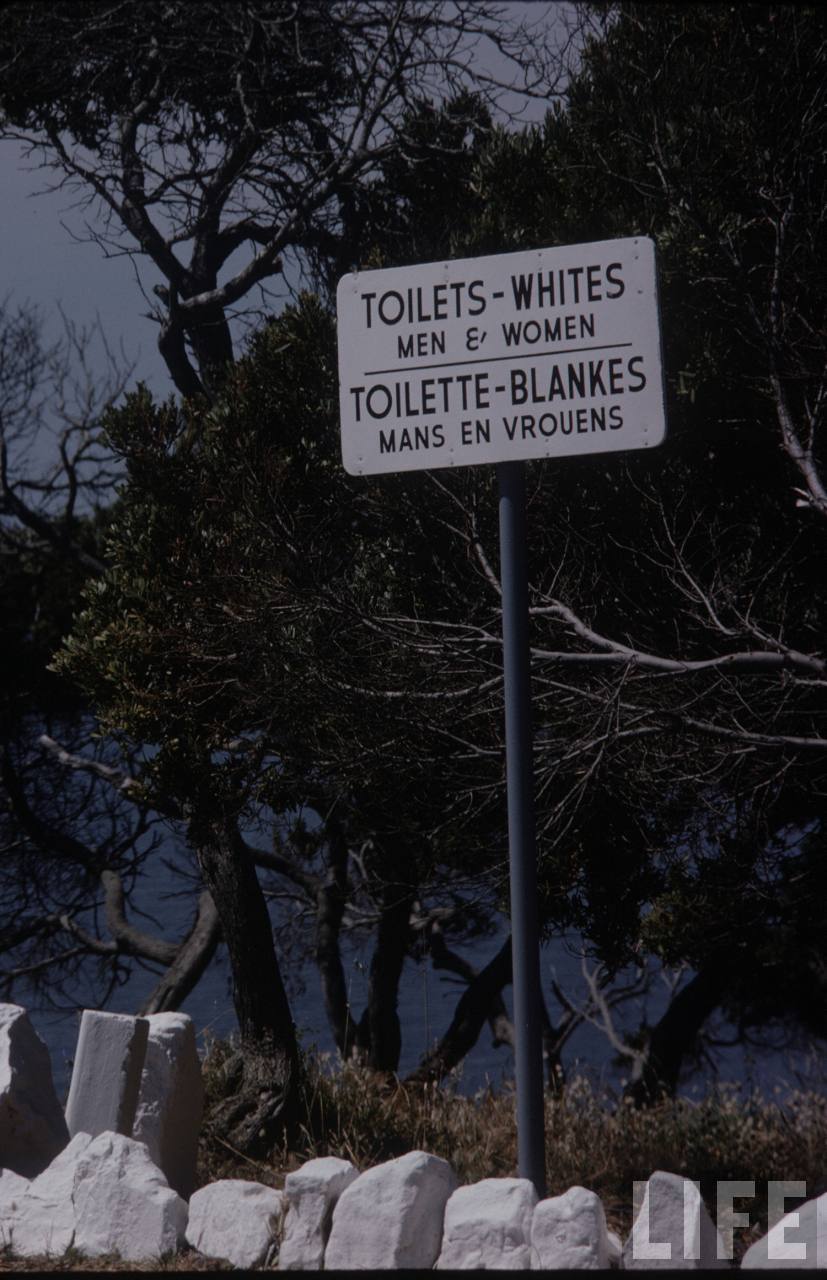 TOILETS-WHITES
MEN & WOMEN
TOILETTE-BLANKES
MANS EN VROUENS
LIFE